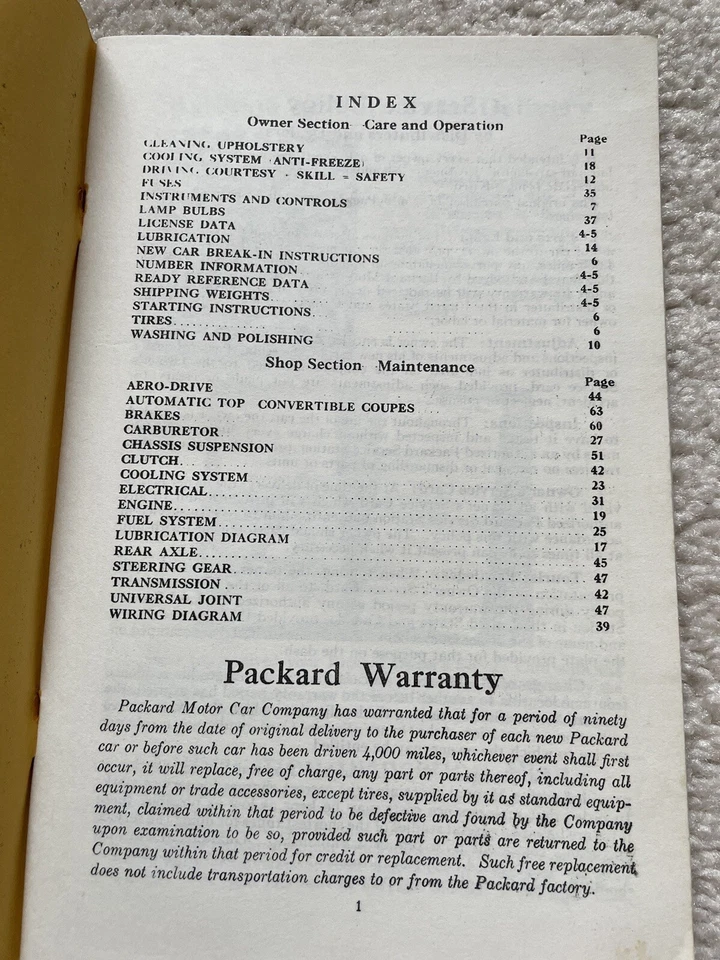 INDEX
Owner Section Care and Operation
Page
CLEANING UPHOLSTERY 11
COOLING SYSTEM (ANTI-FREEZE) 18
DRIVING COURTESY - SKILL = SAFETY 12
FUSES 35
INSTRUMENTS AND CONTROLS 7
LAMP BULBS 37
LICENSE DATA 4-5
LUBRICATION 14
NEW CAR BREAK-IN INSTRUCTIONS 6
NUMBER INFORMATION 4-5
READY REFERENCE DATA 4-5
SHIPPING WEIGHTS 4-5
STARTING INSTRUCTIONS 6
TIRES 6
WASHING AND POLISHING 10
Shop Section Maintenance
Page
AERO-DRIVE 44
AUTOMATIC TOP CONVERTIBLE COUPES 63
BRAKES 60
CARBURETOR 27
CHASSIS SUSPENSION 51
CLUTCH 42
COOLING SYSTEM 23
ELECTRICAL 31
ENGINE 19
FUEL SYSTEM 25
LUBRICATION DIAGRAM 17
REAR AXLE 45
STEERING GEAR 47
TRANSMISSION 42
UNIVERSAL JOINT 47
WIRING DIAGRAM 39
Packard Warranty
Packard Motor Car Company has warranted that for a period of ninety
days from the date of original delivery to the purchaser of each new Packard
car or before such car has been driven 4,000 miles, whichever event shall first
occur, it will replace, free of charge, any part or parts thereof, including all
equipment or trade accessories, except tires, supplied by it as standard equip-
ment, claimed within that period to be defective and found by the Company
upon examination to be so, provided such part or parts are returned to the
Company within that period for credit or replacement. Such free replacement
does not include transportation charges to or from the Packard factory.
1